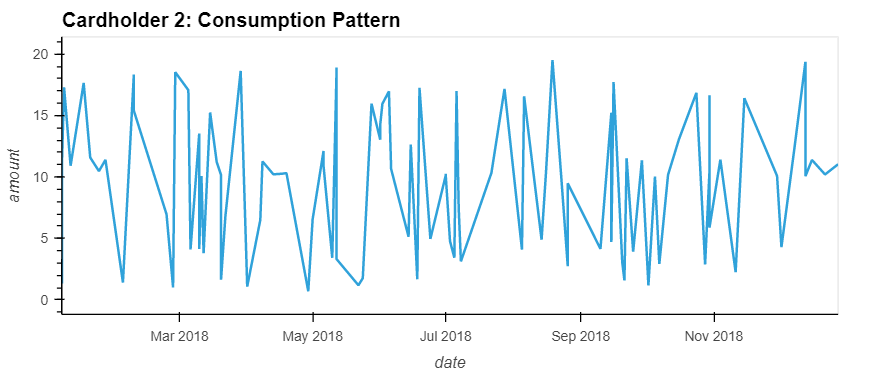 Cardholder 2: Consumption Pattern
20
15
10
5
0
amount
Mar 2018 May 2018 Jul 2018 Sep 2018 Nov 2018
date